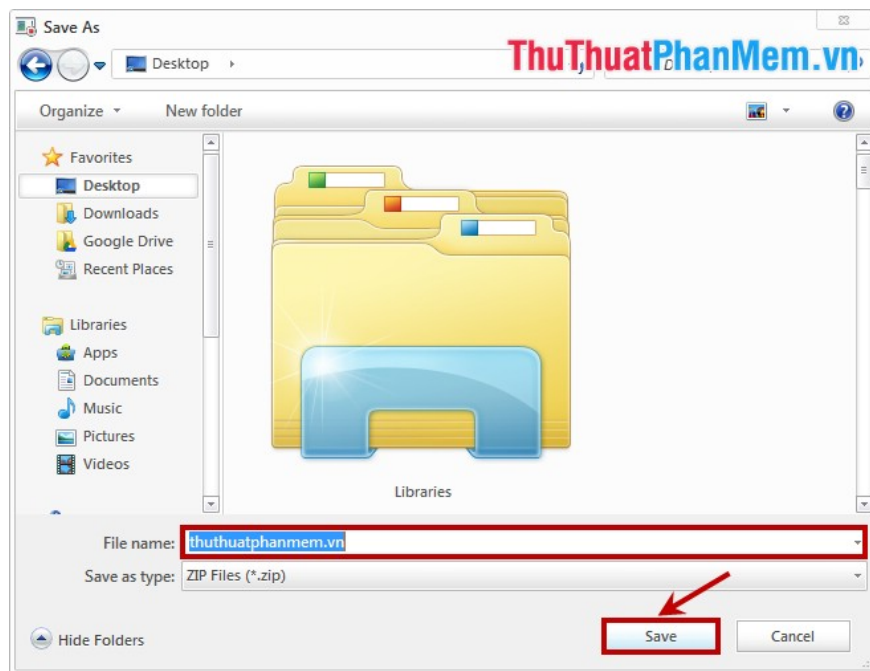 Save As
Desktop
ThuThuatPhanMem.vn
Organize
New folder
Favorites
Desktop
Downloads
Google Drive
Recent Places
Libraries
Apps
Documents
Music
Pictures
Videos
Libraries
File name: thuthuatphanmem.vn
Save as type: ZIP Files (*.zip)
Hide Folders
Save
Cancel